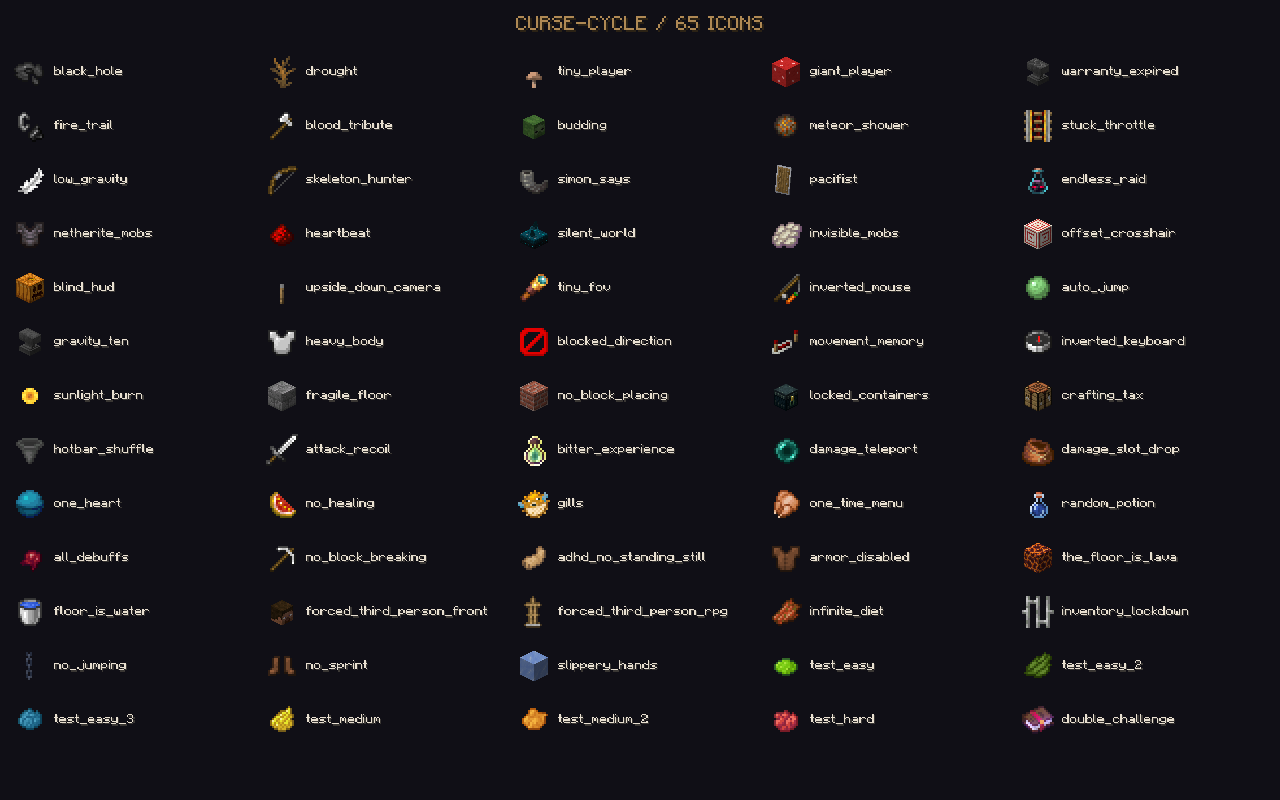 CURSE-CYCLE / 65 ICONS
black_hole drought tiny_player giant_player warranty_expired
fire_trail blood_tribute budding meteor_shower stuck_throttle
low_gravity skeleton_hunter simon_says pacifist endless_raid
netherite_mobs heartbeat silent_world invisible_mobs offset_crosshair
blind_hud upside_down_camera tiny_fov inverted_mouse auto_jump
gravity_ten heavy_body blocked_direction movement_memory inverted_keyboard
sunlight_burn fragile_floor no_block_placing locked_containers crafting_tax
hotbar_shuffle attack_recoil bitter_experience damage_teleport damage_slot_drop
one_heart no_healing gills one_time_menu random_potion
all_debuffs no_block_breaking adhd_no_standing_still armor_disabled the_floor_is_lava
floor_is_water forced_third_person_front forced_third_person_rpg infinite_diet inventory_lockdown
no_jumping no_sprint slippery_hands test_easy test_easy_2
test_easy_3 test_medium test_medium_2 test_hard double_challenge